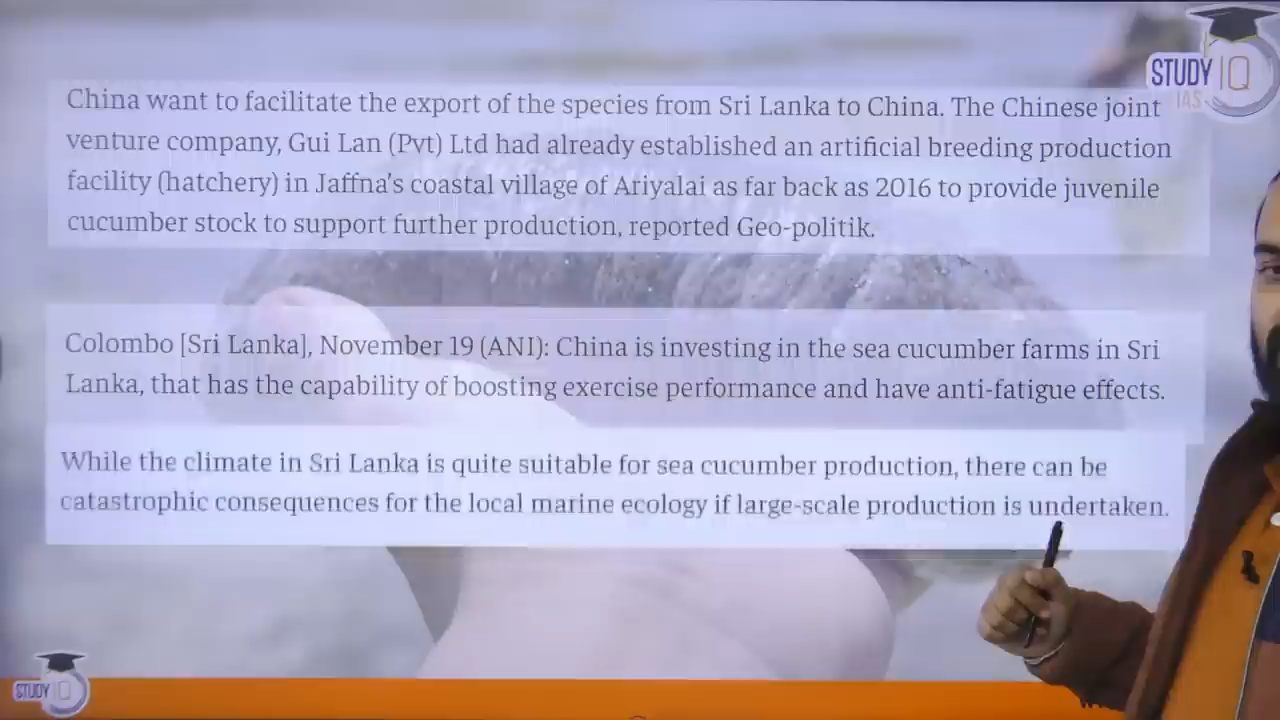 STUDY IQ
IAS
China want to facilitate the export of the species from Sri Lanka to China. The Chinese joint
venture company, Gui Lan (Pvt) Ltd had already established an artificial breeding production
facility (hatchery) in Jaffna's coastal village of Ariyalai as far back as 2016 to provide juvenile
cucumber stock to support further production, reported Geo-politik.
Colombo [Sri Lanka], November 19 (ANI): China is investing in the sea cucumber farms in Sri
Lanka, that has the capability of boosting exercise performance and have anti-fatigue effects.
While the climate in Sri Lanka is quite suitable for sea cucumber production, there can be
catastrophic consequences for the local marine ecology if large-scale production is undertaken.
STUDY IQ